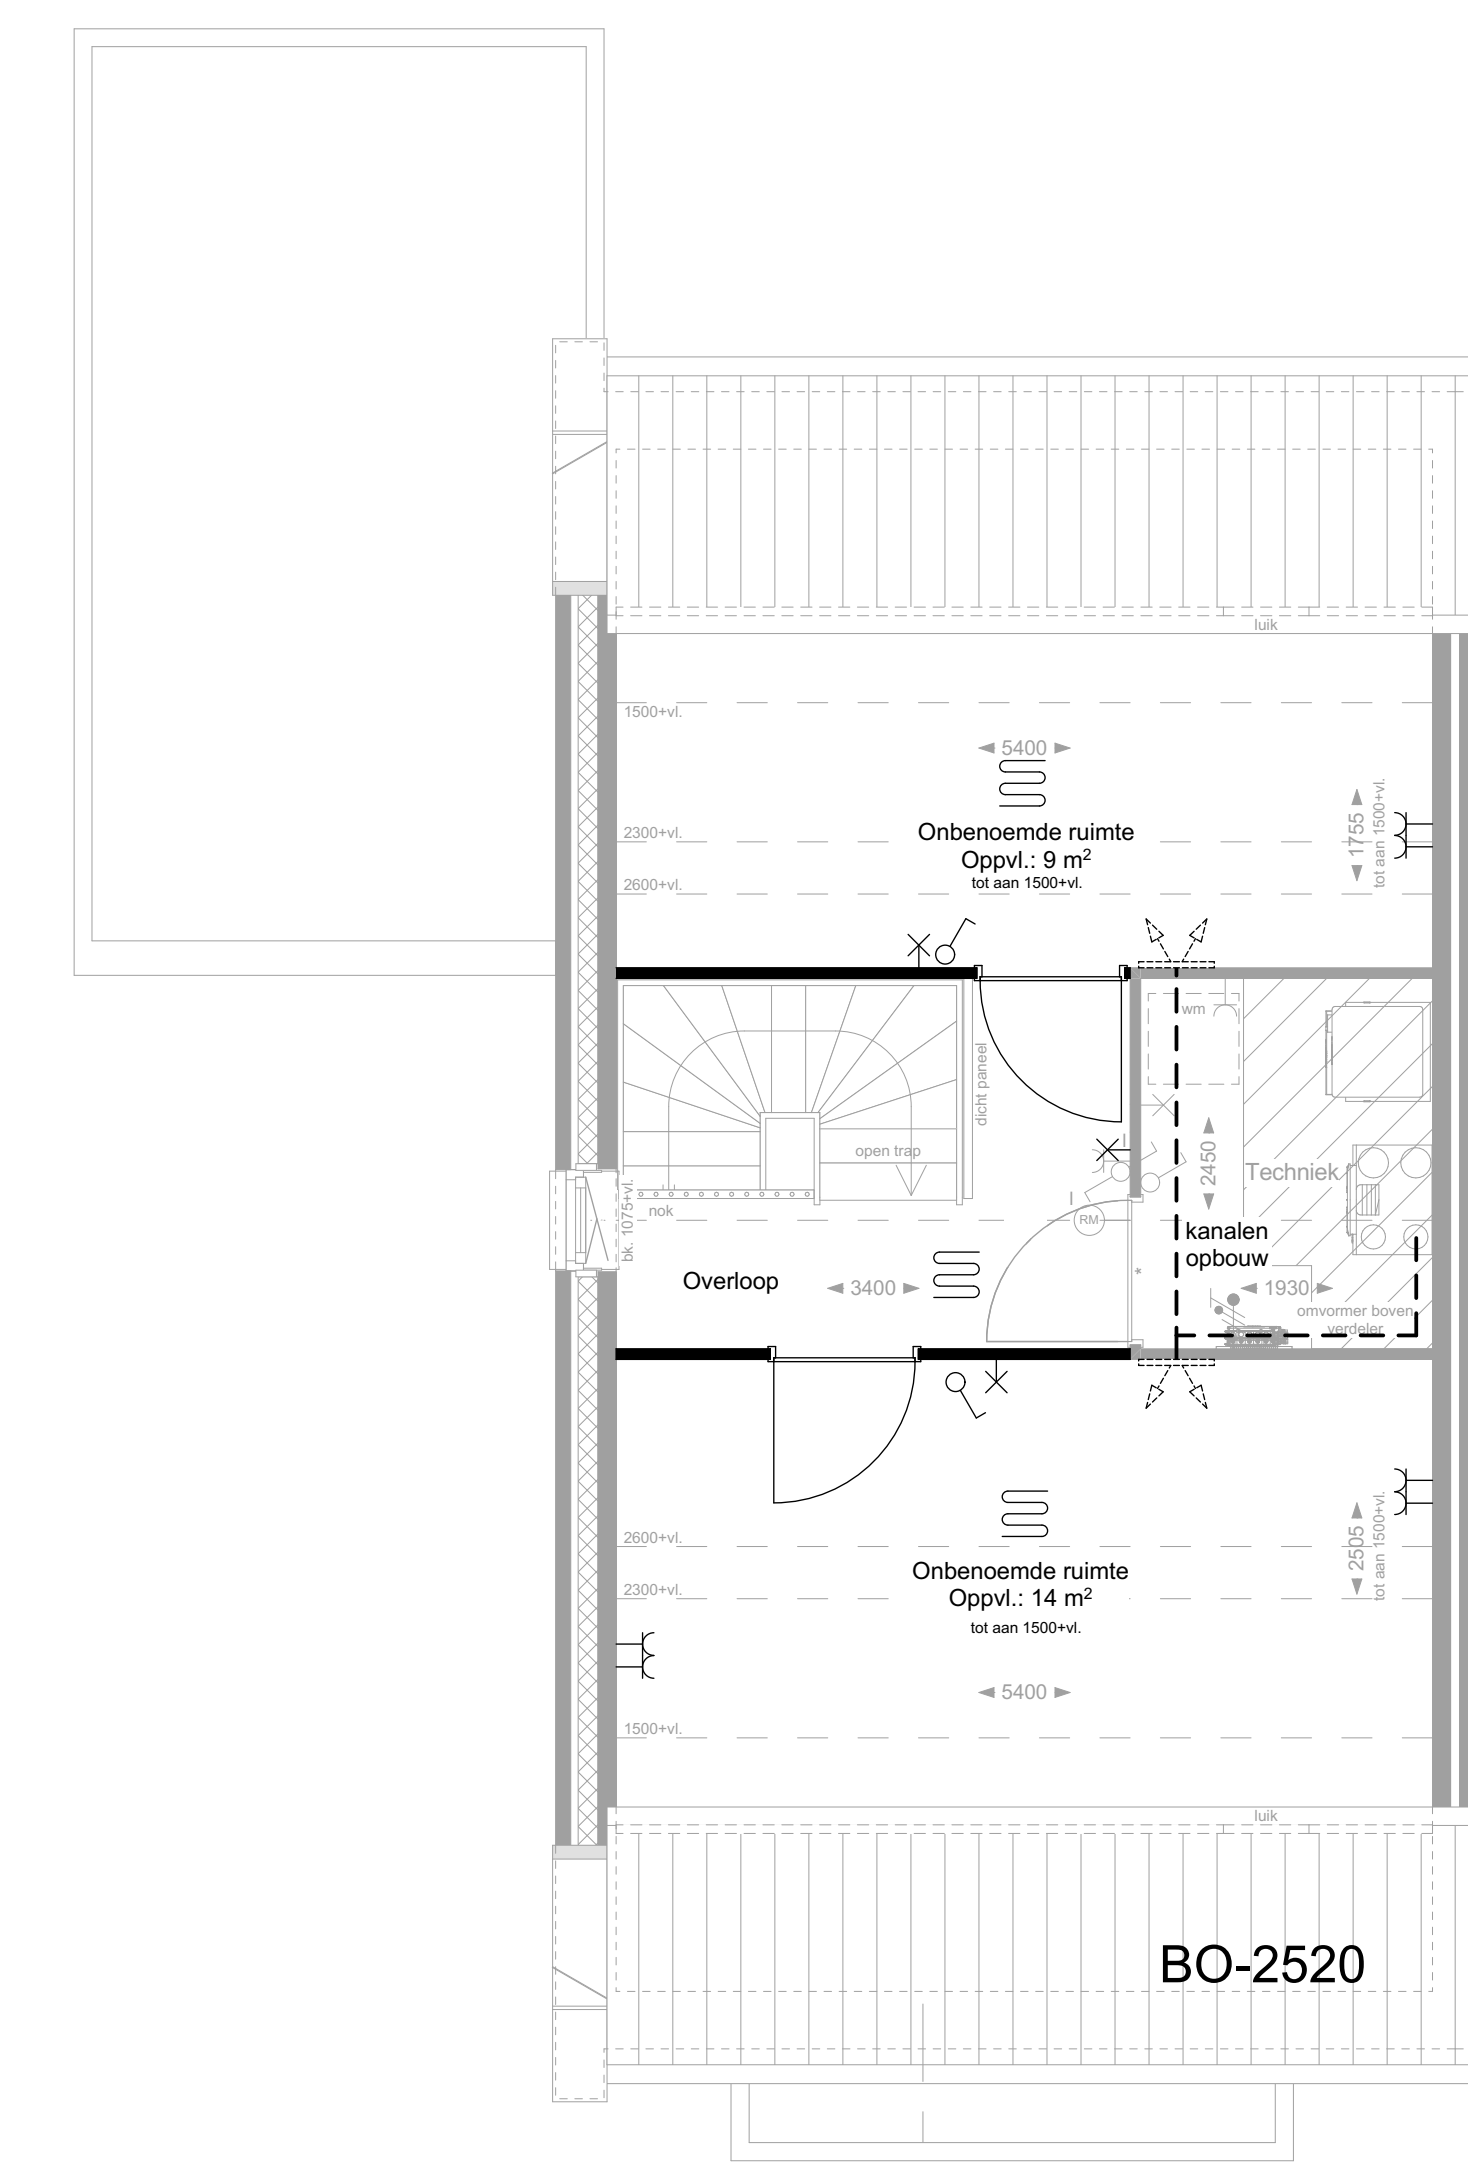 luik
1500+vl.
5400
2300+vl.
Onbenoemde ruimte
Oppvl.: 9 m²
tot aan 1500+vl.
2600+vl.
1755
tot aan 1500+vl.
wm
dicht paneel
open trap
2450
Techniek
nok
bk. 1075+vl.
RM
kanalen
opbouw
Overloop
3400
*
1930
omvormer boven
verdeler
2600+vl.
2505
tot aan 1500+vl.
Onbenoemde ruimte
Oppvl.: 14 m²
tot aan 1500+vl.
2300+vl.
5400
1500+vl.
luik
BO-2520